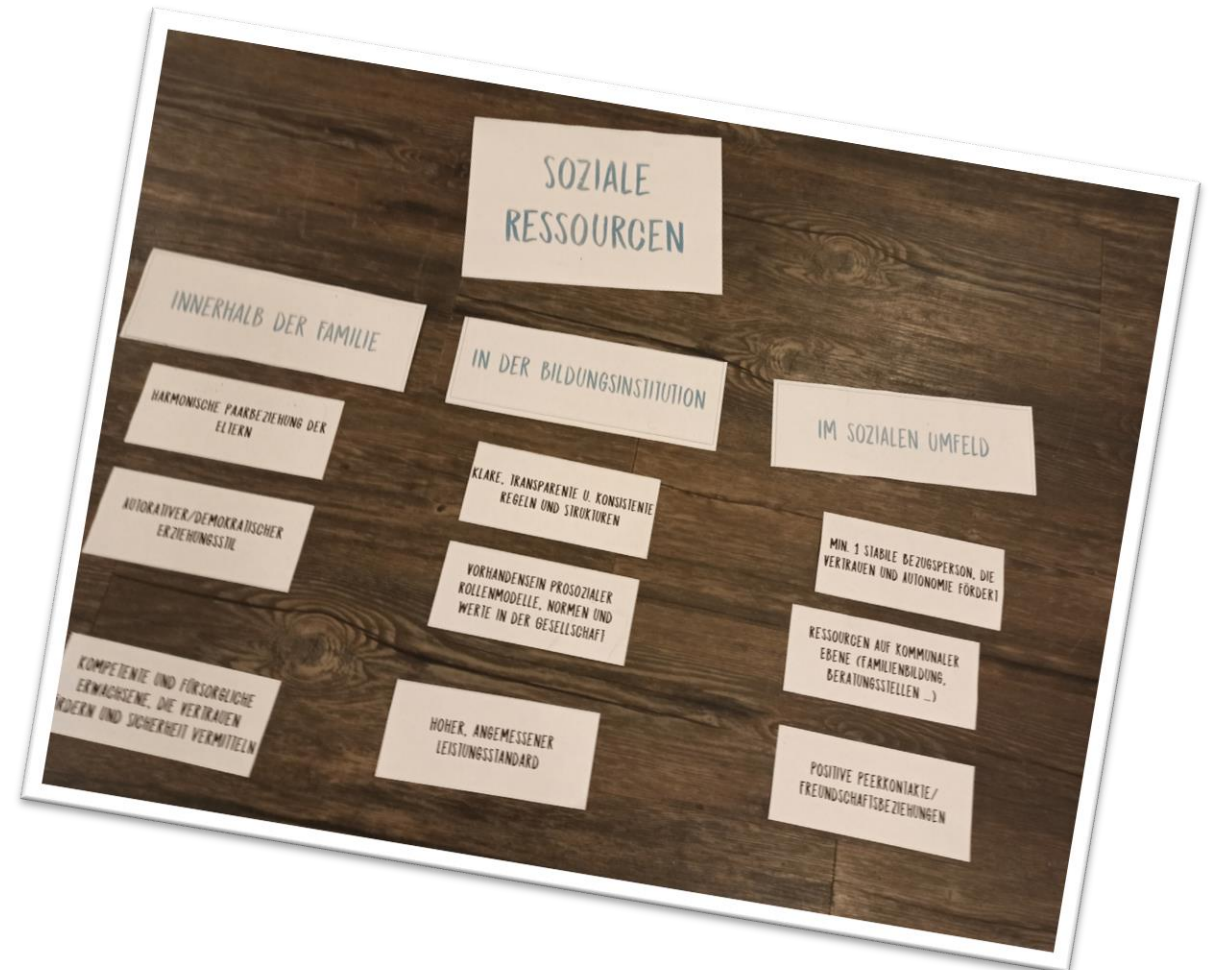 SOZIALE
RESSOURCEN
INNERHALB DER FAMILIE
HARMONISCHE PAARBEZIEHUNG DER
ELTERN
AUTORATIVER/DEMOKRATISCHER
ERZIEHUNGSSTIL
KOMPETENTE UND FÜRSORGLICHE
ERWACHSENE, DIE VERTRAUEN
RDERN UND SICHERHEIT VERMITTELN
IN DER BILDUNGSINSTITUTION
KLARE, TRANSPARENTE U. KONSISTENTE
REGELN UND STRUKTUREN
VORHANDENSEIN PROSOZIALER
ROLLENMODELLE, NORMEN UND
WERTE IN DER GESELLSCHAFT
HOHER, ANGEMESSENER
LEISTUNGSSTANDARD
IM SOZIALEN UMFELD
MIN. 1 STABILE BEZUGSPERSON, DIE
VERTRAUEN UND AUTONOMIE FÖRDERT
RESSOURCEN AUF KOMMUNALER
EBENE (FAMILIENBILDUNG,
BERATUNGSSTELLEN ...)
POSITIVE PEERKONTAKTE/
FREUNDSCHAFTSBEZIEHUNGEN